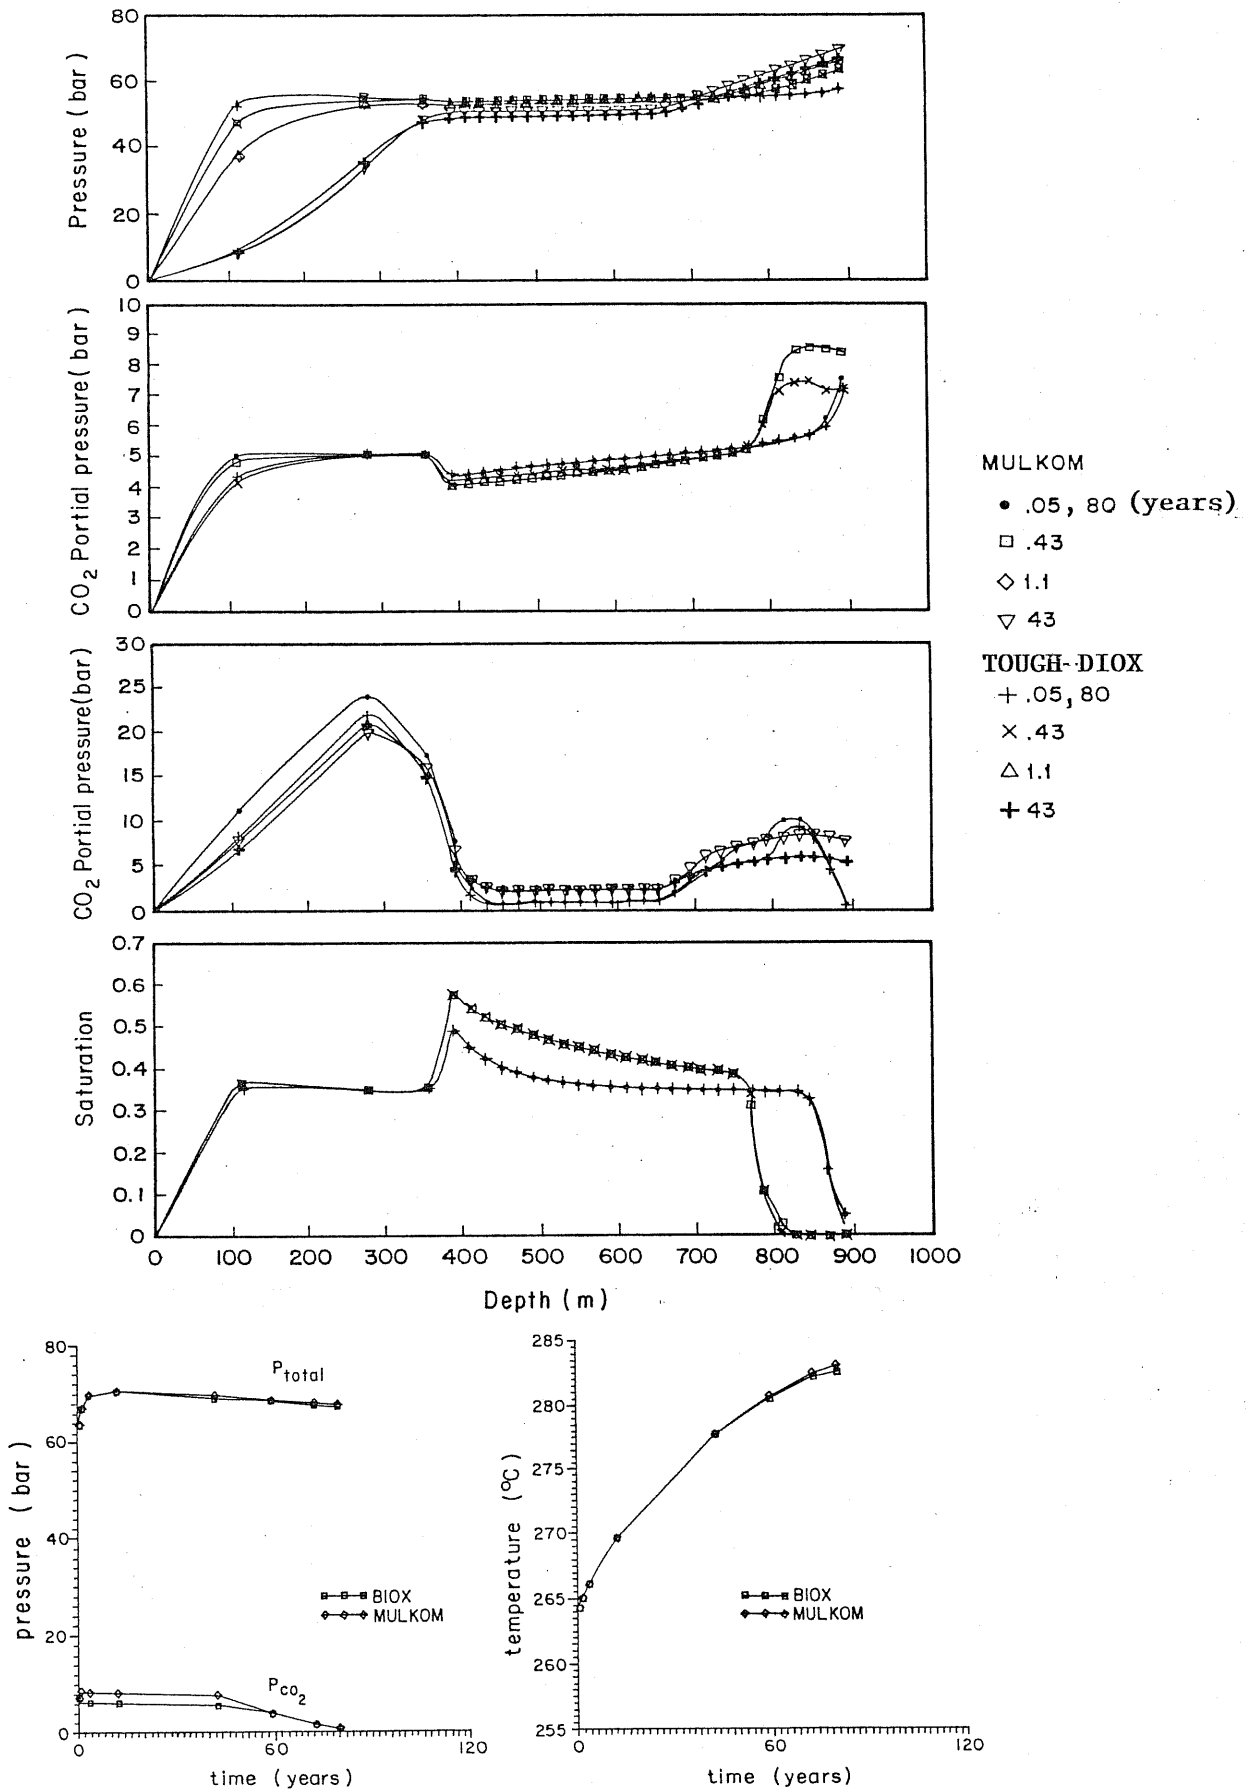 80
60
40
20
0
Pressure (bar)
10
9
8
7
6
5
4
3
2
1
0
CO2 Portial pressure (bar)
30
25
20
15
10
5
0
CO2 Portial pressure (bar)
0.7
0.6
0.5
0.4
0.3
0.2
0.1
0
Saturation
0 100 200 300 400 500 600 700 800 900 1000
Depth (m)
MULKOM
.05, 80 (years)
.43
1.1
43
TOUGH-DIOX
.05, 80
.43
1.1
43
80
60
40
20
0
pressure (bar)
Ptotal
BIOX
MULKOM
Pco2
0 60 120
time (years)
285
280
275
270
265
260
255
temperature (°C)
BIOX
MULKOM
0 60 120
time (years)